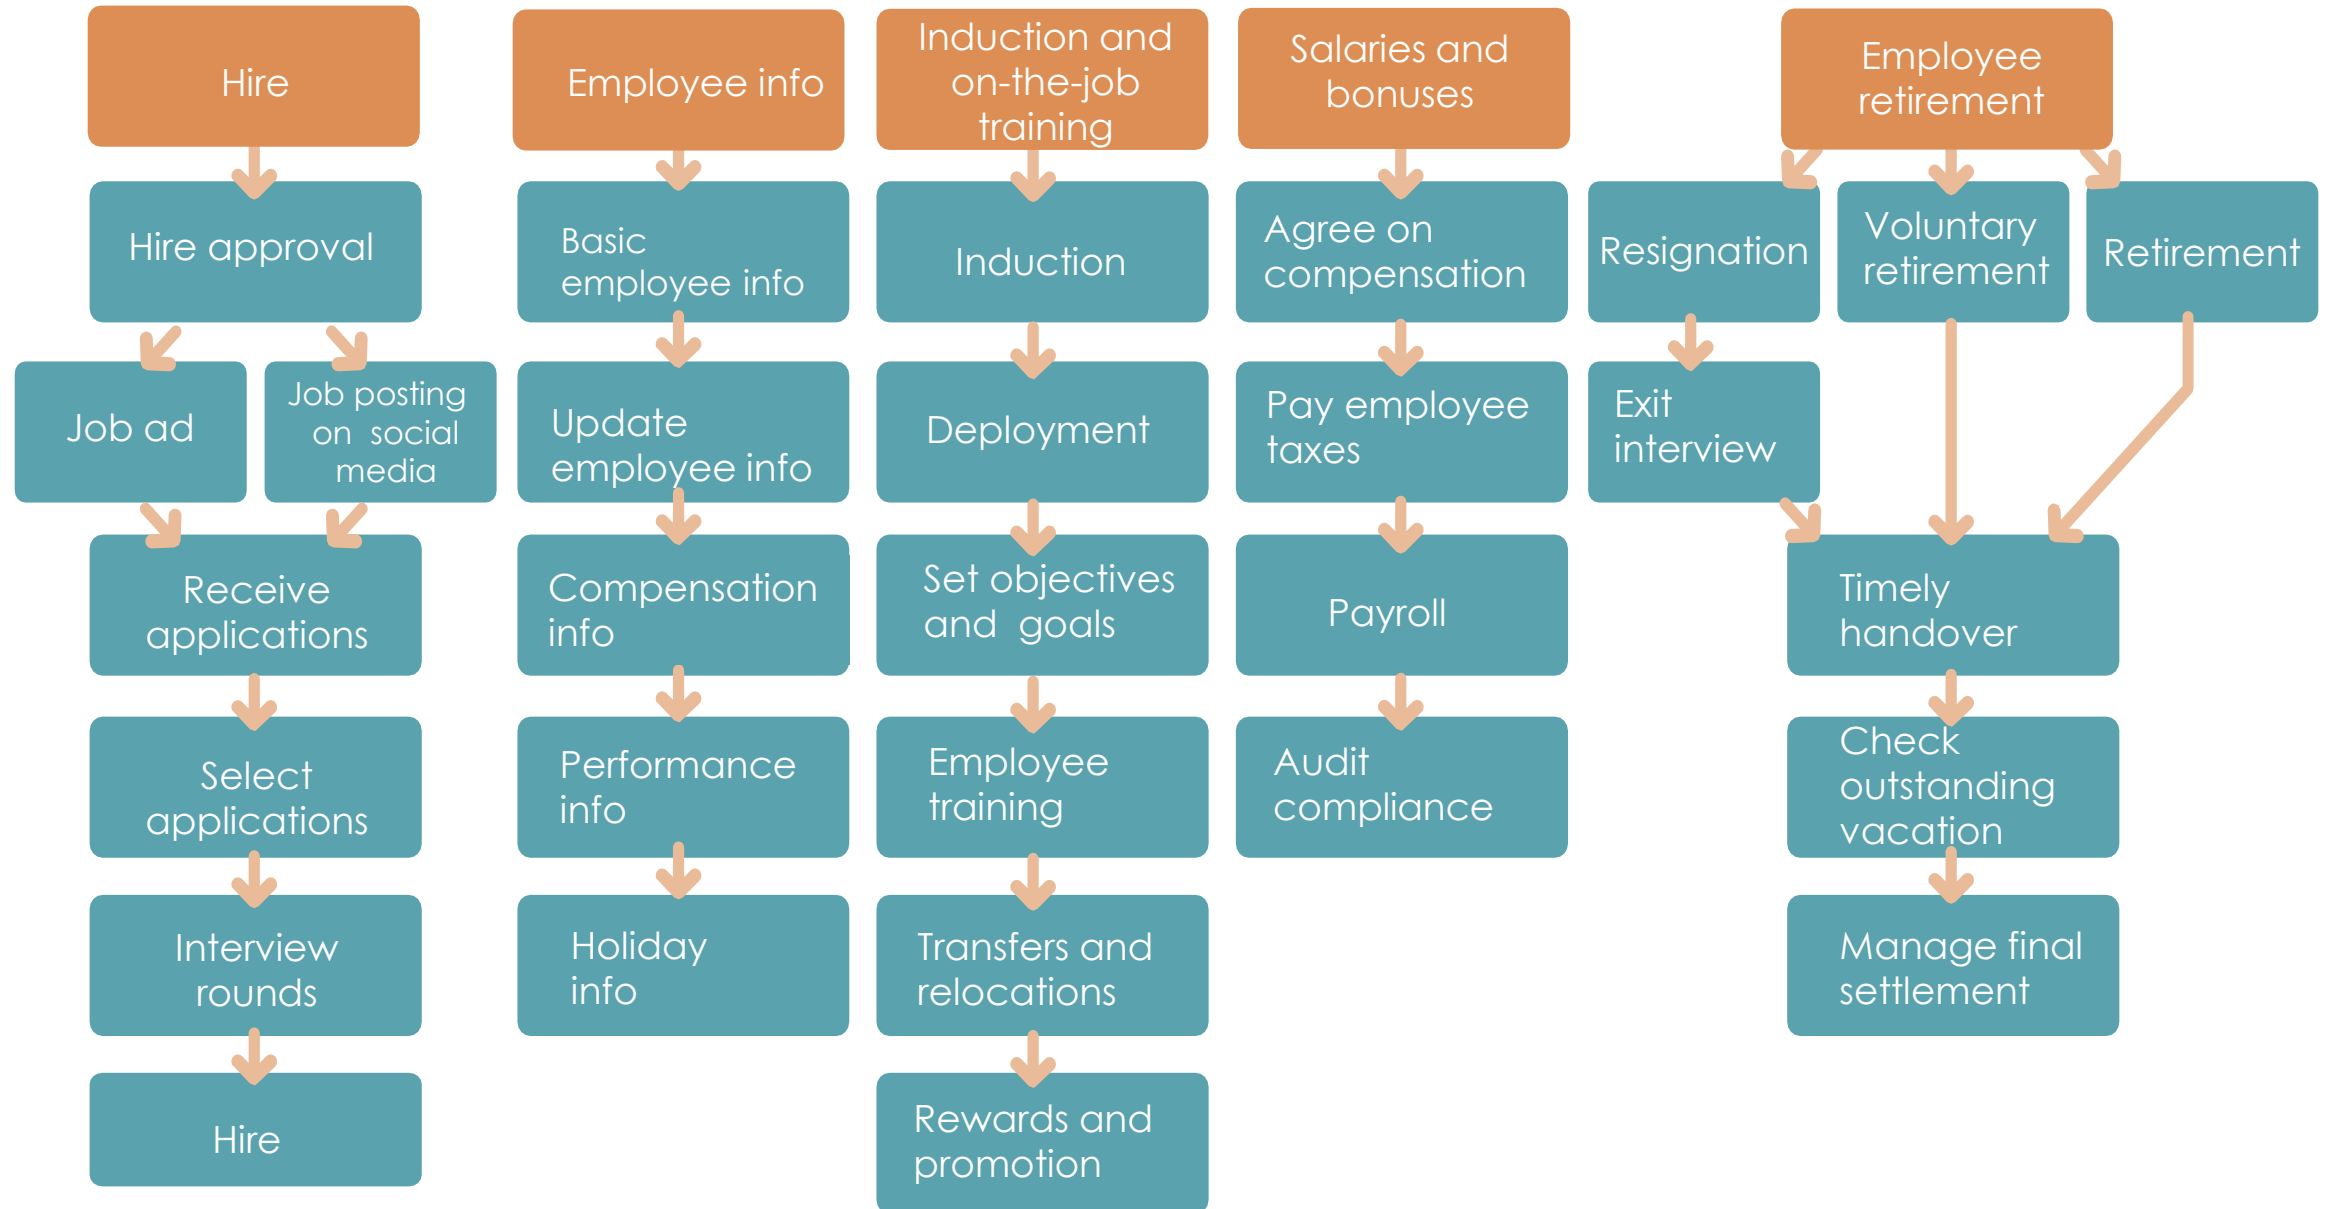 Hire
Employee info
Induction and
on-the-job
training
Salaries and
bonuses
Employee
retirement
Hire approval
Basic
employee info
Induction
Agree on
compensation
Resignation
Voluntary
retirement
Retirement
Job ad
Job posting
on social
media
Update
employee info
Deployment
Pay employee
taxes
Exit
interview
Receive
applications
Compensation
info
Set objectives
and goals
Payroll
Timely
handover
Select
applications
Performance
info
Employee
training
Audit
compliance
Check
outstanding
vacation
Interview
rounds
Holiday
info
Transfers and
relocations
Manage final
settlement
Hire
Rewards and
promotion